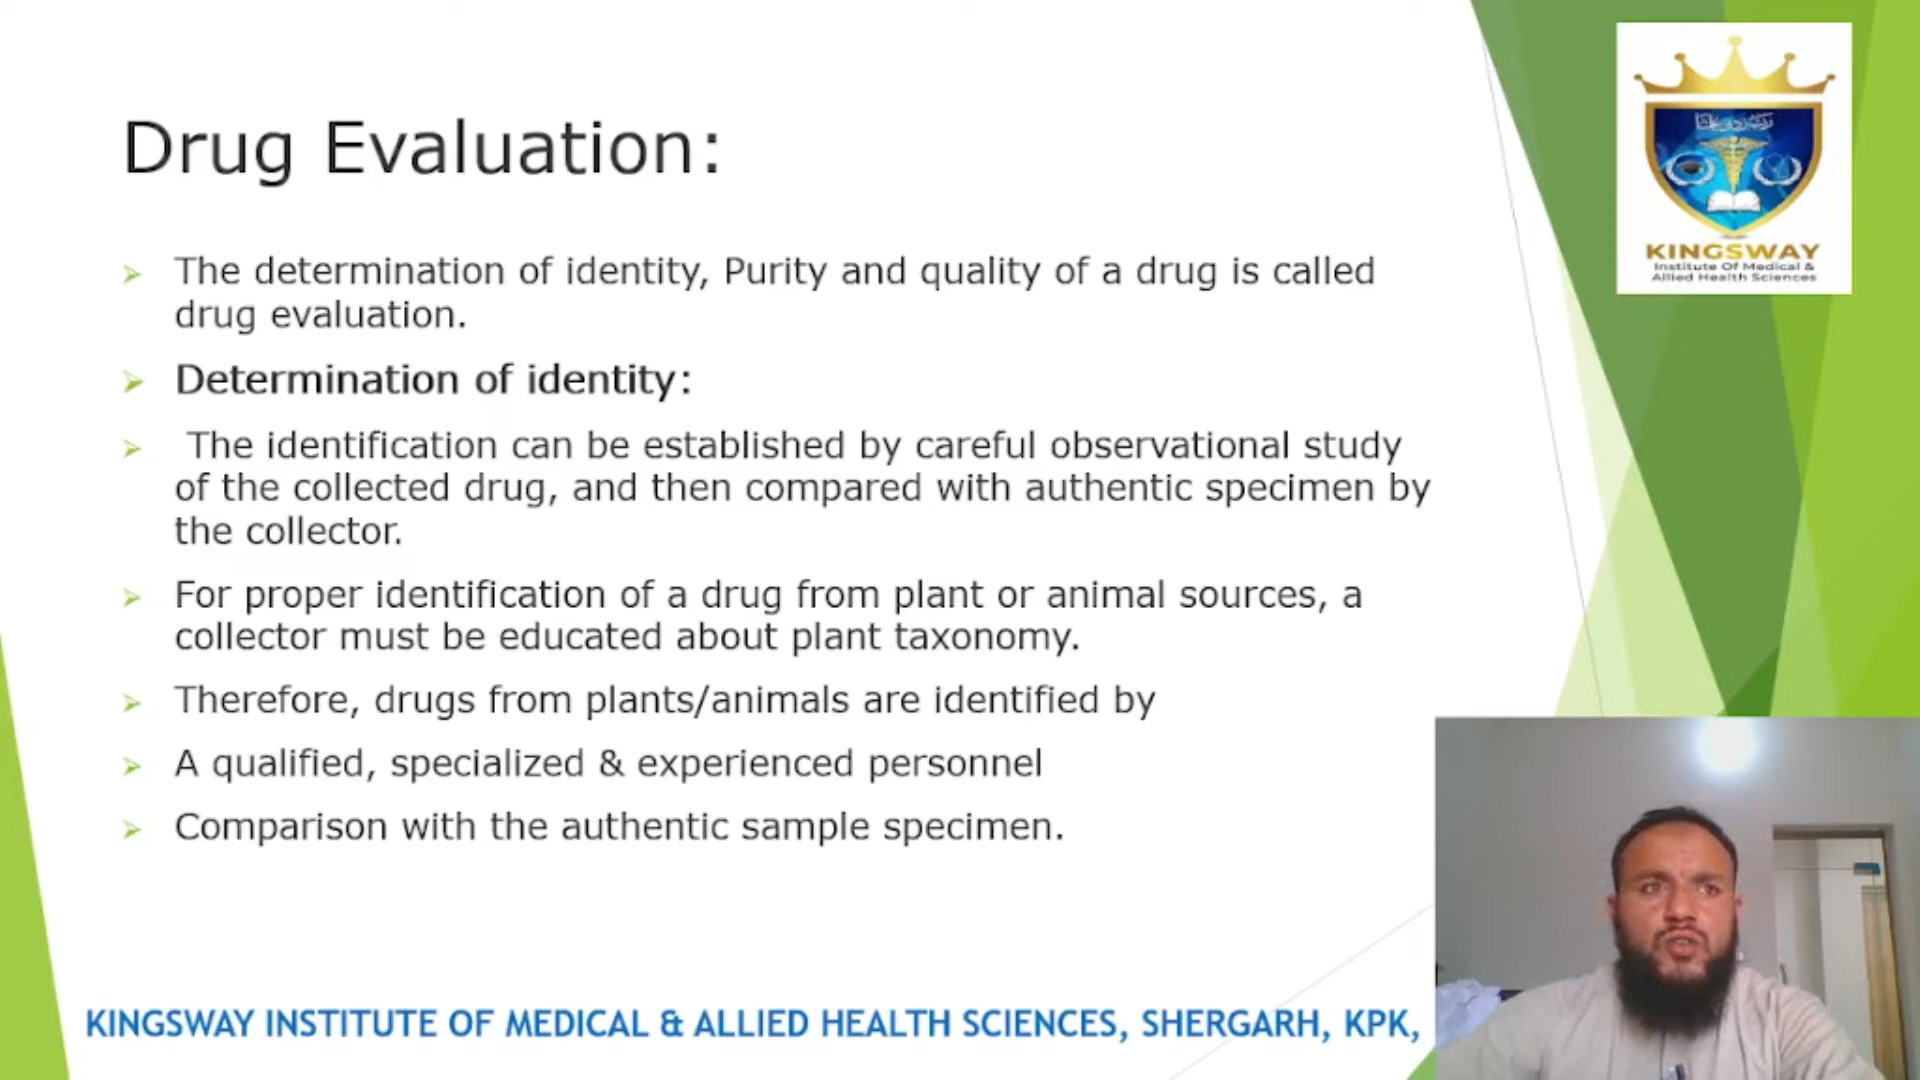 Drug Evaluation:
➢ The determination of identity, Purity and quality of a drug is called
drug evaluation.
➢ Determination of identity:
➢ The identification can be established by careful observational study
of the collected drug, and then compared with authentic specimen by
the collector.
➢ For proper identification of a drug from plant or animal sources, a
collector must be educated about plant taxonomy.
➢ Therefore, drugs from plants/animals are identified by
➢ A qualified, specialized & experienced personnel
➢ Comparison with the authentic sample specimen.
KINGSWAY INSTITUTE OF MEDICAL & ALLIED HEALTH SCIENCES, SHERGARH, KPK,
KINGSWAY
Institute Of Medical &
Allied Health Sciences